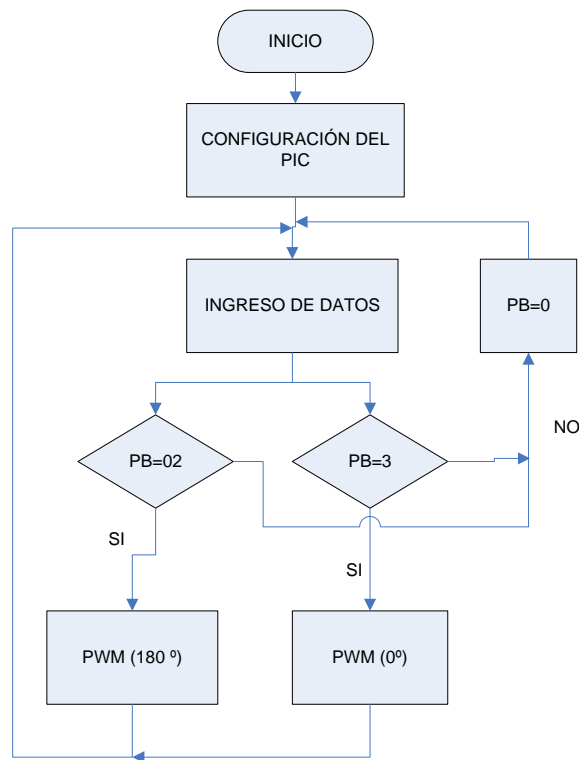 INICIO
CONFIGURACIÓN DEL
PIC
INGRESO DE DATOS
PB=0
PB=02
PB=3
NO
SI
SI
PWM (180 º)
PWM (0º)